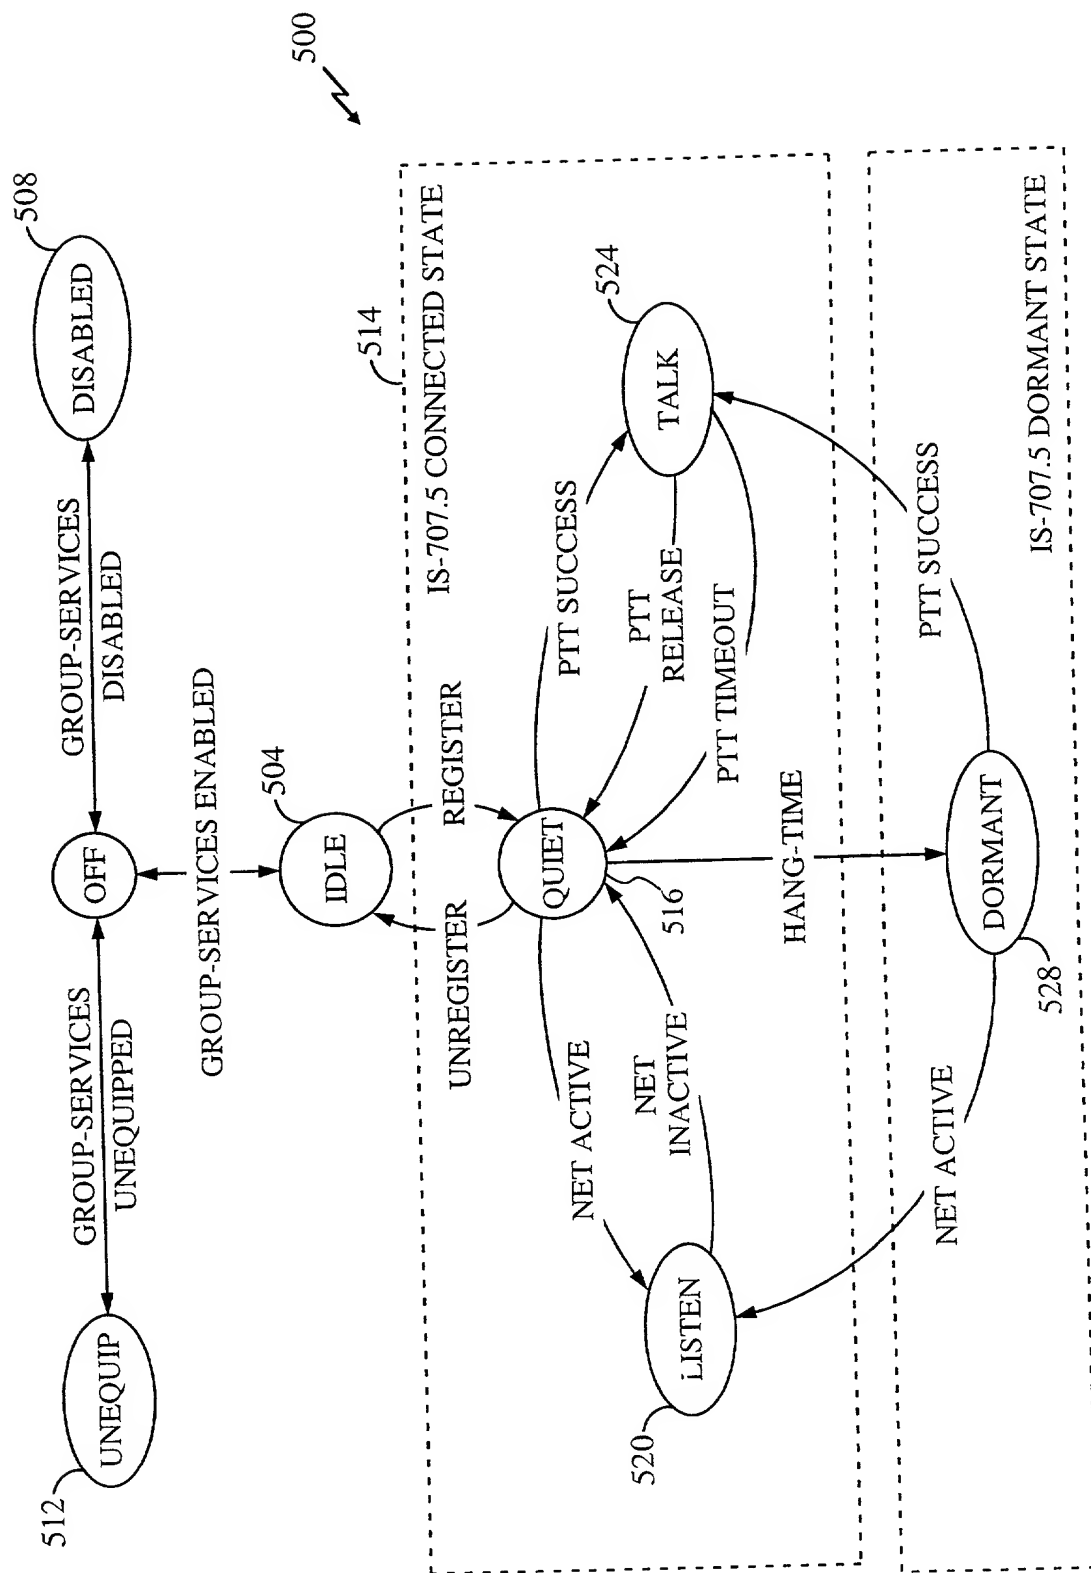 500
508
DISABLED
GROUP-SERVICES
DISABLED
OFF
GROUP-SERVICES
UNEQUIPPED
UNEQUIP
512
GROUP-SERVICES ENABLED
504
IDLE
514
IS-707.5 CONNECTED STATE
REGISTER
UNREGISTER
QUIET
516
PTT SUCCESS
PTT
RELEASE
PTT TIMEOUT
TALK
524
NET ACTIVE
NET
INACTIVE
LISTEN
520
HANG-TIME
PTT SUCCESS
NET ACTIVE
DORMANT
528
IS-707.5 DORMANT STATE